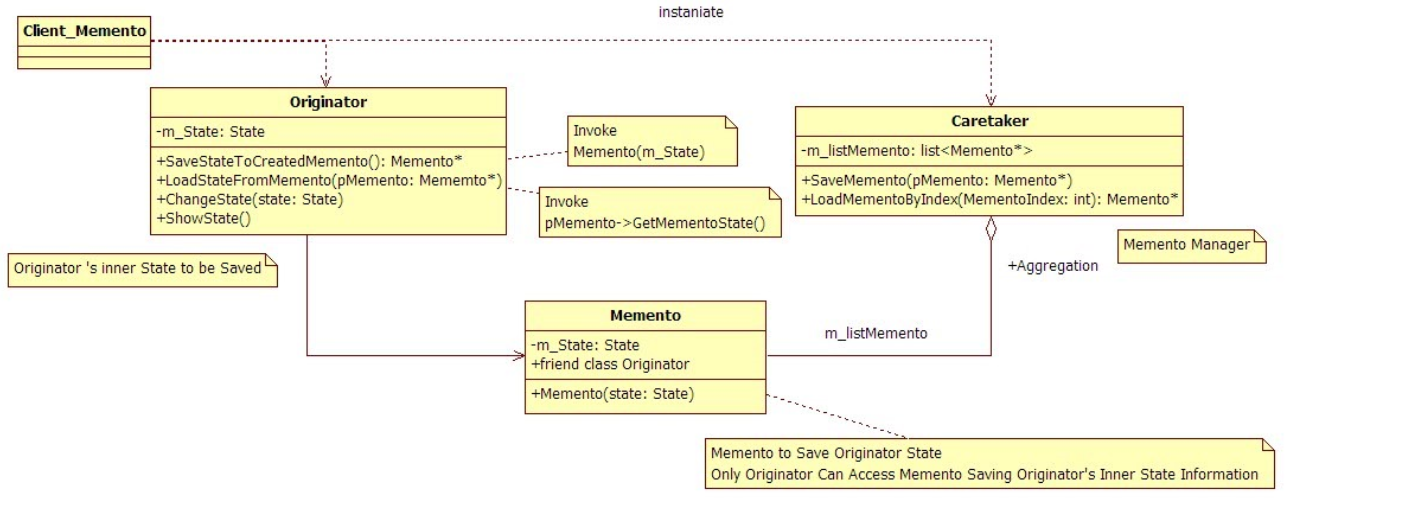 instaniate
Client_Memento
Originator
-m_State: State
+SaveStateToCreatedMemento(): Memento*
+LoadStateFromMemento(pMemento: Mememto*)
+ChangeState(state: State)
+ShowState()
Invoke
Memento(m_State)
Invoke
pMemento->GetMementoState()
Caretaker
-m_listMemento: list<Memento*>
+SaveMemento(pMemento: Memento*)
+LoadMementoByIndex(MementoIndex: int): Memento*
Memento Manager
+Aggregation
Originator 's inner State to be Saved
Memento
-m_State: State
+friend class Originator
+Memento(state: State)
m_listMemento
Memento to Save Originator State
Only Originator Can Access Memento Saving Originator's Inner State Information